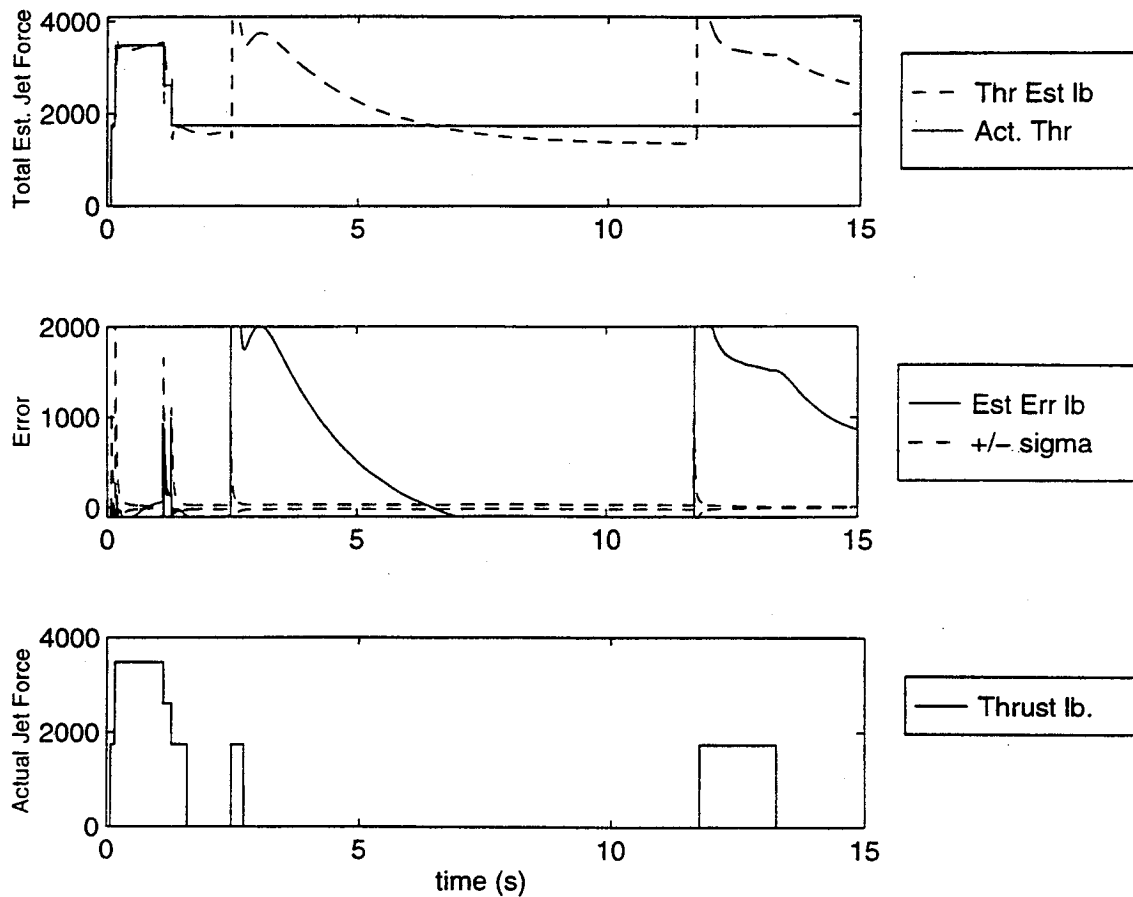 Total Est. Jet Force
4000
2000
0
0
5
10
15
Thr Est lb
Act. Thr
Error
2000
1000
0
0
5
10
15
Est Err lb
+/− sigma
Actual Jet Force
4000
2000
0
0
5
10
15
time (s)
Thrust lb.